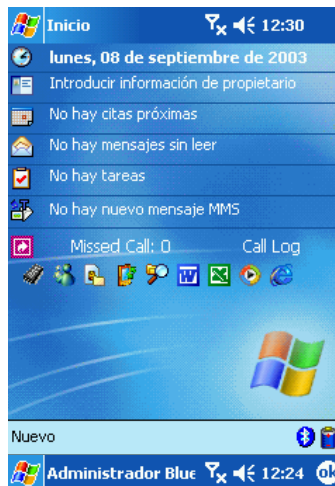 Inicio 12:30
lunes, 08 de septiembre de 2003
Introducir información de propietario
No hay citas próximas
No hay mensajes sin leer
No hay tareas
No hay nuevo mensaje MMS
Missed Call: 0 Call Log
Nuevo
Administrador Blue 12:24 ok